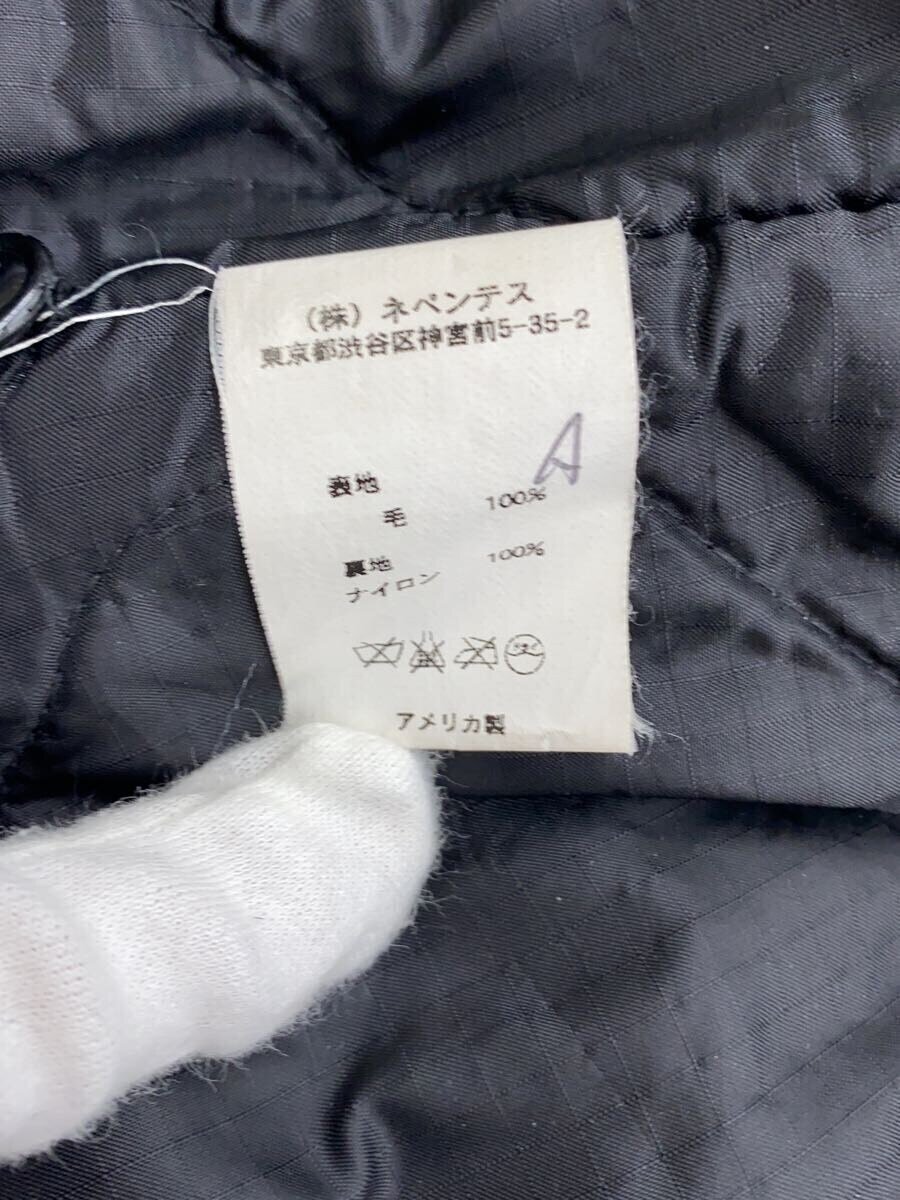 （株）ネペンテス
東京都渋谷区神宮前5-35-2
A
表地
毛 100%
裏地 100%
ナイロン
アメリカ製